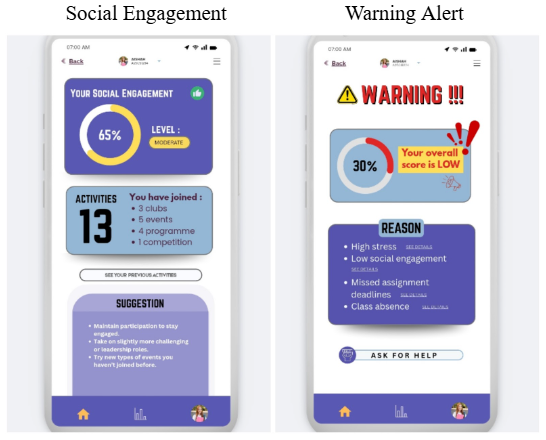 Social Engagement
Warning Alert
07:00 AM
< Back
YOUR SOCIAL ENGAGEMENT
65%
LEVEL :
MODERATE
ACTIVITIES
13
You have joined :
• 3 clubs
• 5 events
• 4 programme
• 1 competition
SEE YOUR PREVIOUS ACTIVITIES
SUGGESTION
• Maintain participation to stay
engaged.
• Take on slightly more challenging
or leadership roles.
• Try new types of events you
haven't joined before.
07:00 AM
< Back
WARNING !!!
30%
Your overall
score is LOW
REASON
• High stress SEE DETAILS
• Low social engagement
SEE DETAILS
• Missed assignment
deadlines SEE DETAILS
• Class absence SEE DETAILS
ASK FOR HELP